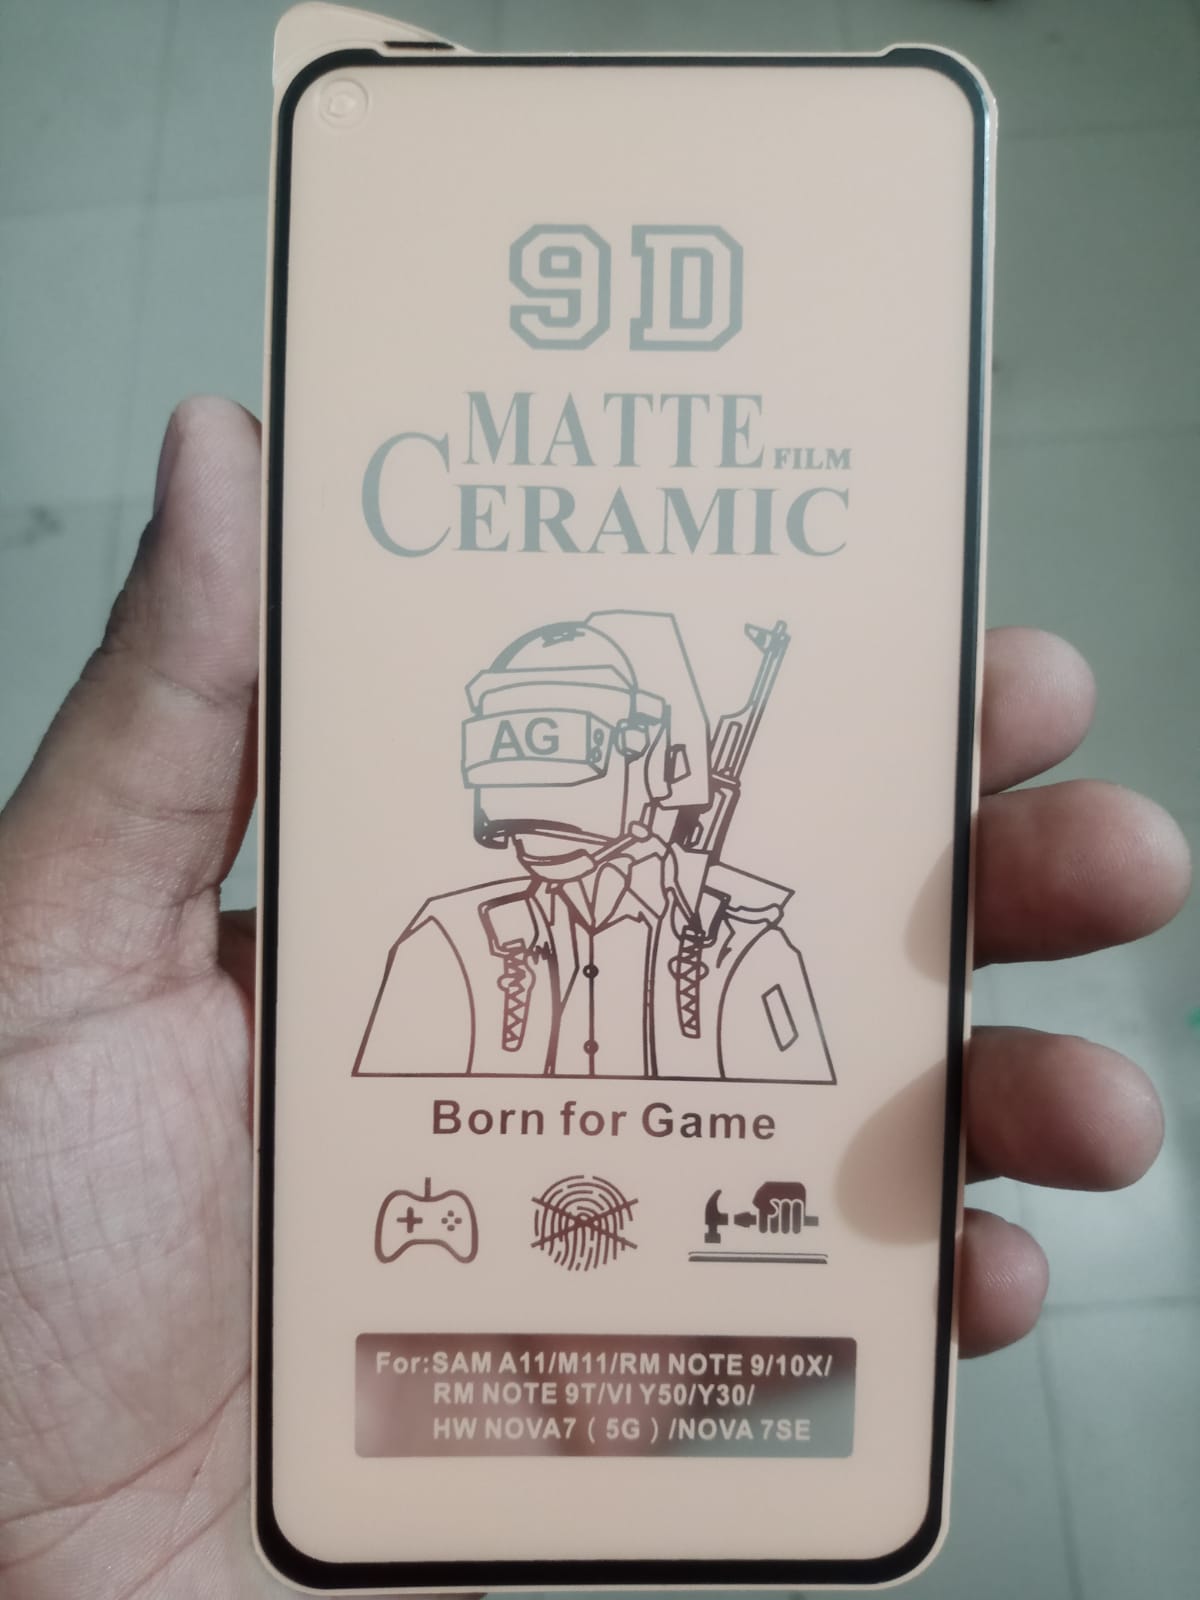 9D
MATTE FILM
CERAMIC
AG
Born for Game
For:SAM A11/M11/RM NOTE 9/10X/
RM NOTE 9T/VI Y50/Y30/
HW NOVA7 ( 5G ) /NOVA 7SE